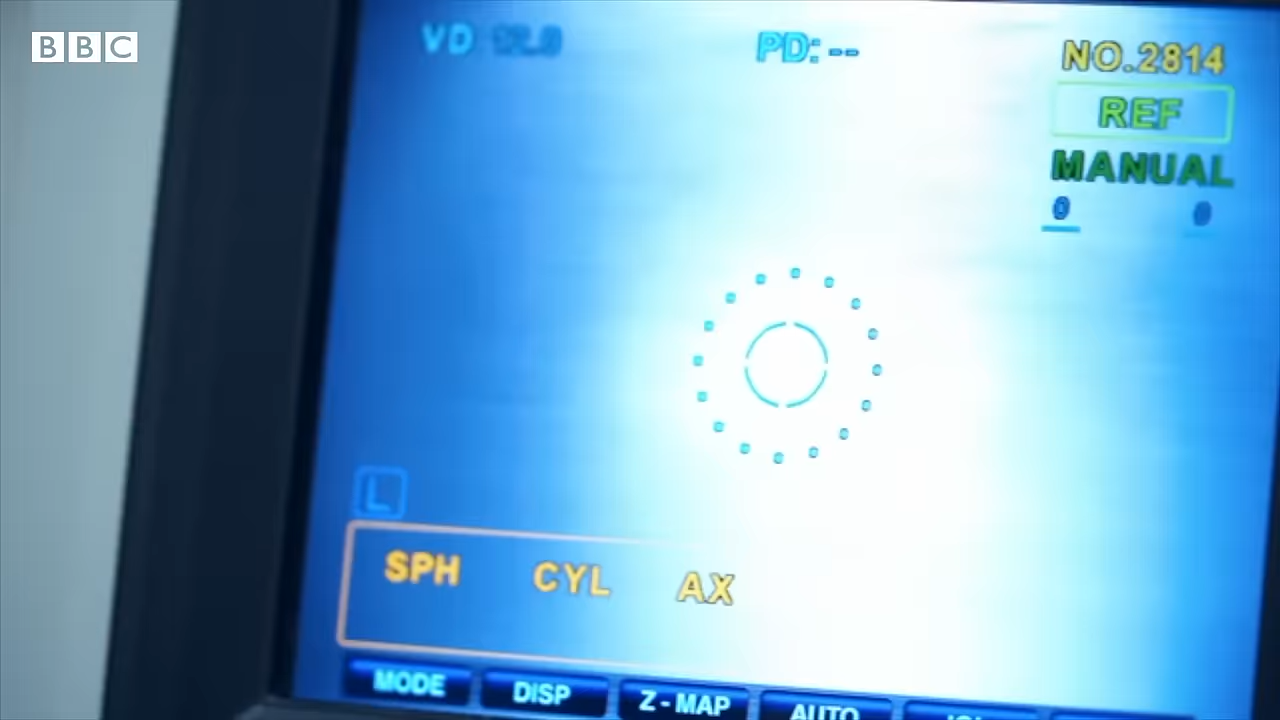 BBC
VD PD: --
NO.2814
REF
MANUAL
0 0
L
SPH CYL AX
MODE DISP Z - MAP AUTO